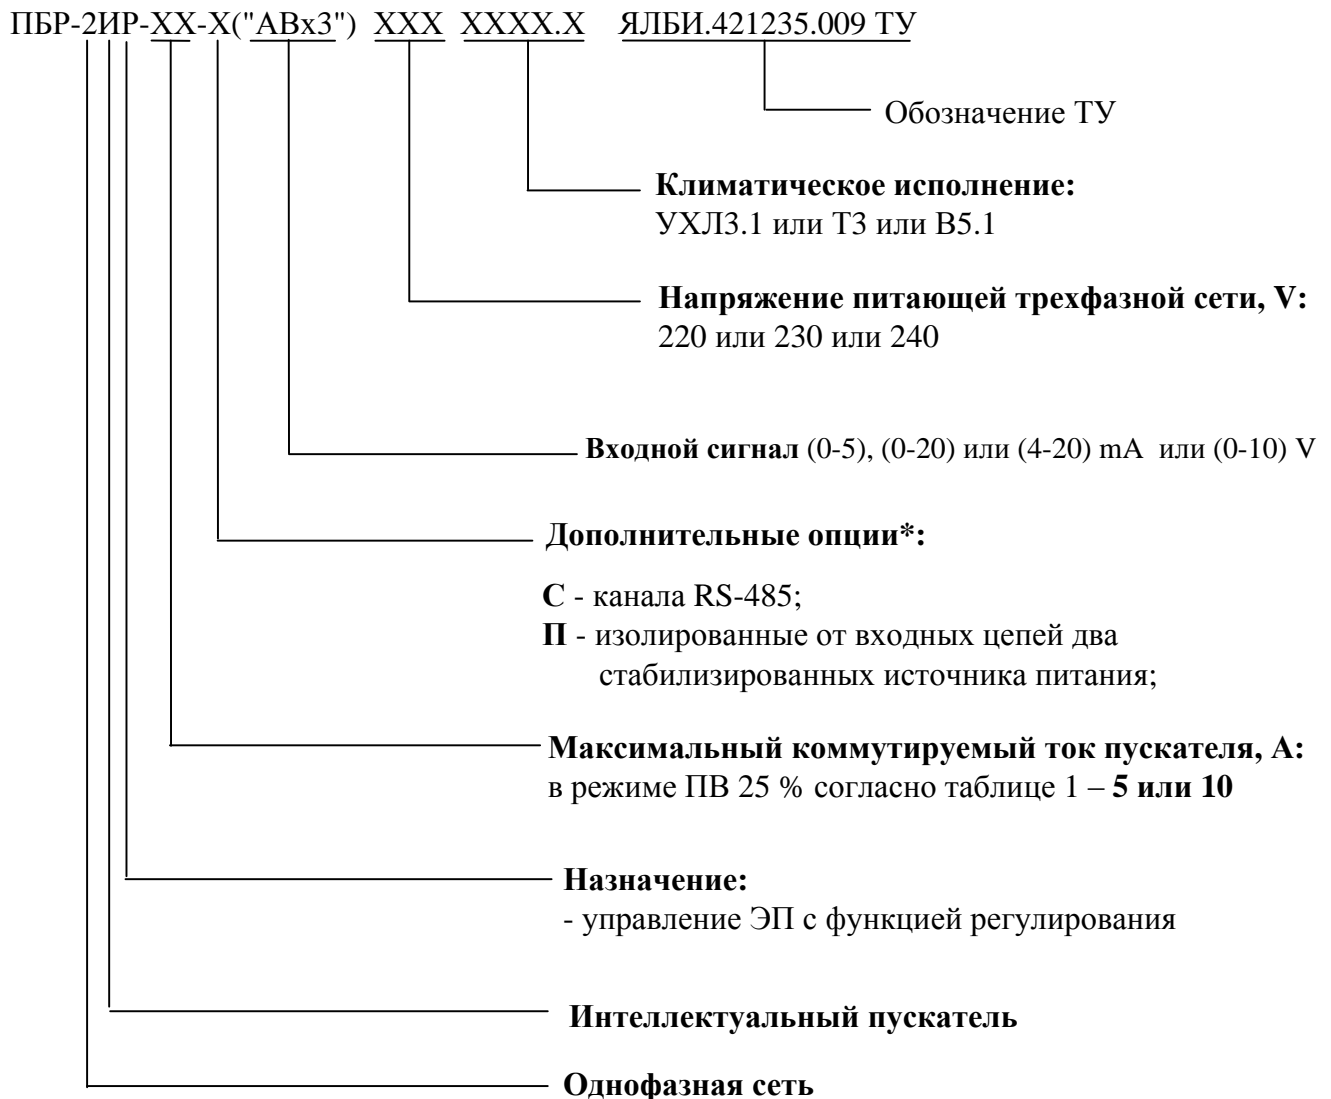 ПБР-2ИР-ХХ-Х("АВх3") ХХХ ХХХХ.Х ЯЛБИ.421235.009 ТУ
Обозначение ТУ
Климатическое исполнение:
УХЛ3.1 или Т3 или В5.1
Напряжение питающей трехфазной сети, V:
220 или 230 или 240
Входной сигнал (0-5), (0-20) или (4-20) mA или (0-10) V
Дополнительные опции*:
С - канала RS-485;
П - изолированные от входных цепей два
стабилизированных источника питания;
Максимальный коммутируемый ток пускателя, А:
в режиме ПВ 25 % согласно таблице 1 – 5 или 10
Назначение:
- управление ЭП с функцией регулирования
Интеллектуальный пускатель
Однофазная сеть